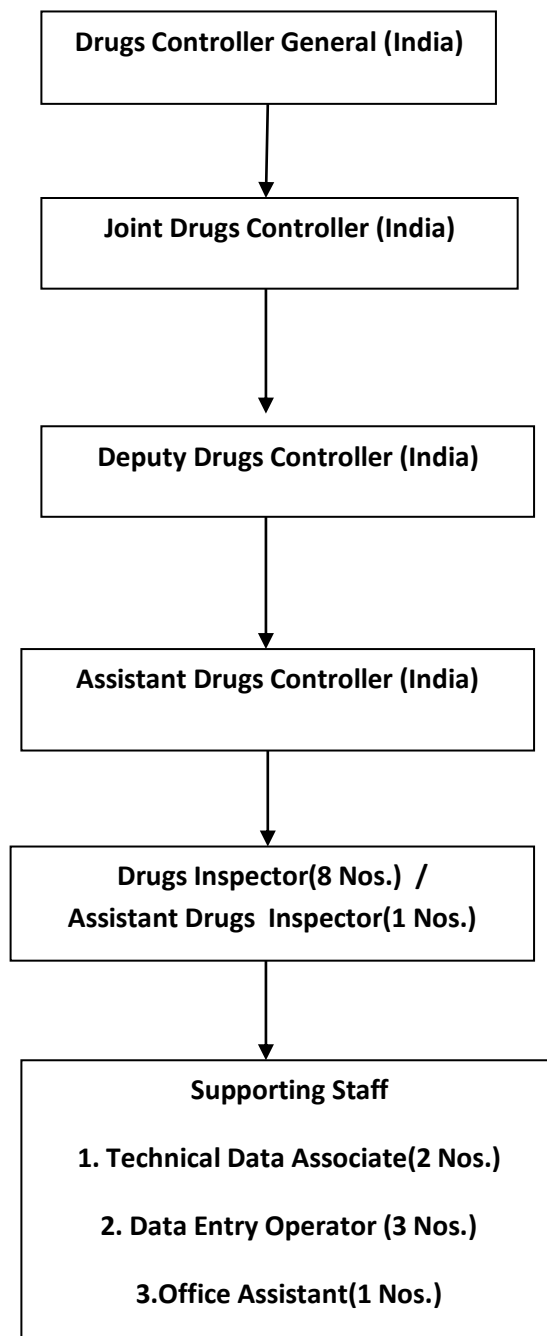 Drugs Controller General (India)
Joint Drugs Controller (India)
Deputy Drugs Controller (India)
Assistant Drugs Controller (India)
Drugs Inspector(8 Nos.) /
Assistant Drugs Inspector(1 Nos.)
Supporting Staff
1. Technical Data Associate(2 Nos.)
2. Data Entry Operator (3 Nos.)
3.Office Assistant(1 Nos.)